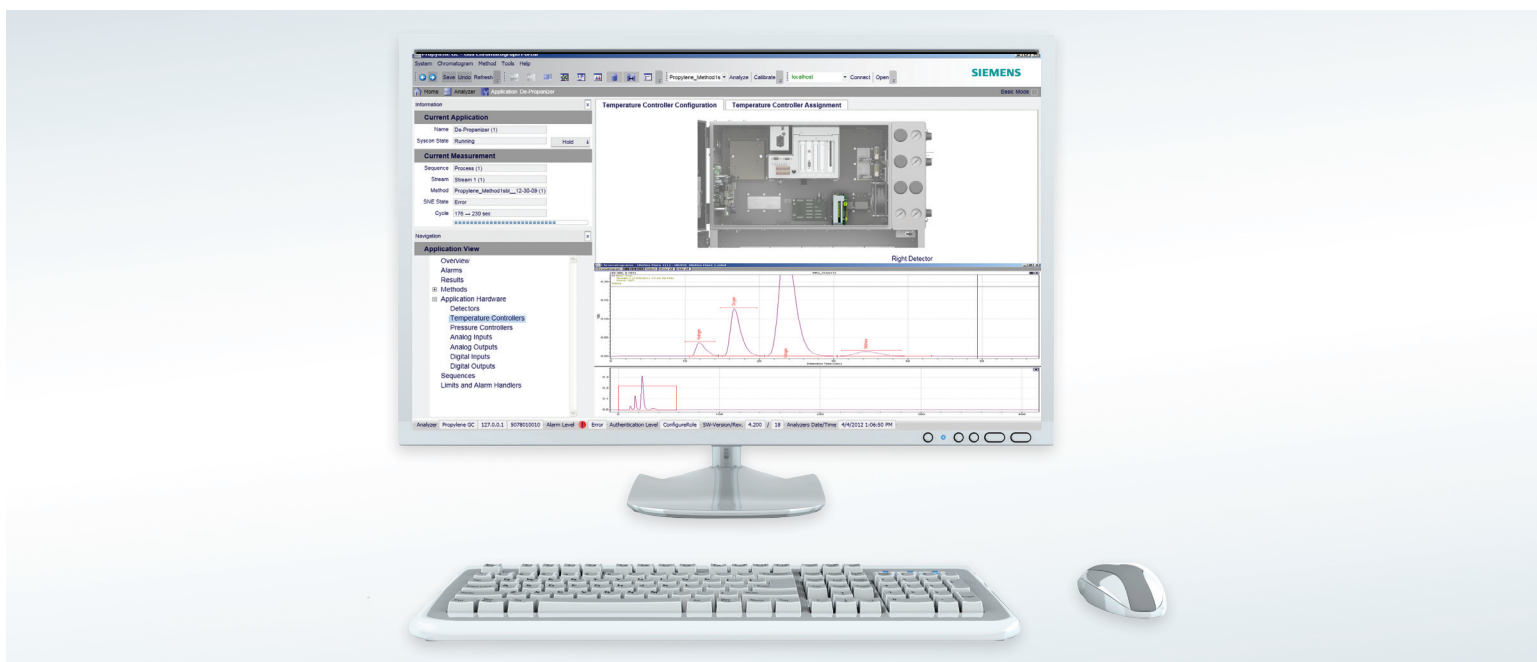 Propylene GC - Gas Chromatograph Portal
System Chromatogram Method Tools Help
Save Undo Refresh Propylene_Method1s Analyze Calibrate localhost Connect Open
SIEMENS
Home Analyzer Application De-Propanizer Basic Mode
Information
Current Application
Name De-Propanizer (1)
Syscon State Running Hold
Current Measurement
Sequence Process (1)
Stream Stream 1 (1)
Method Propylene_Method1sbl__12-30-09 (1)
SNE State Error
Cycle 176 → 230 sec
Navigation
Application View
Overview
Alarms
Results
Methods
Application Hardware
Detectors
Temperature Controllers
Pressure Controllers
Analog Inputs
Analog Outputs
Digital Inputs
Digital Outputs
Sequences
Limits and Alarm Handlers
Temperature Controller Configuration Temperature Controller Assignment
Right Detector
Analyzer Propylene GC 127.0.0.1 5078010010 Alarm Level Error Authentication Level ConfigureRole SW-Version/Rev. 4.200 / 18 Analyzers Date/Time 4/4/2012 1:06:50 PM